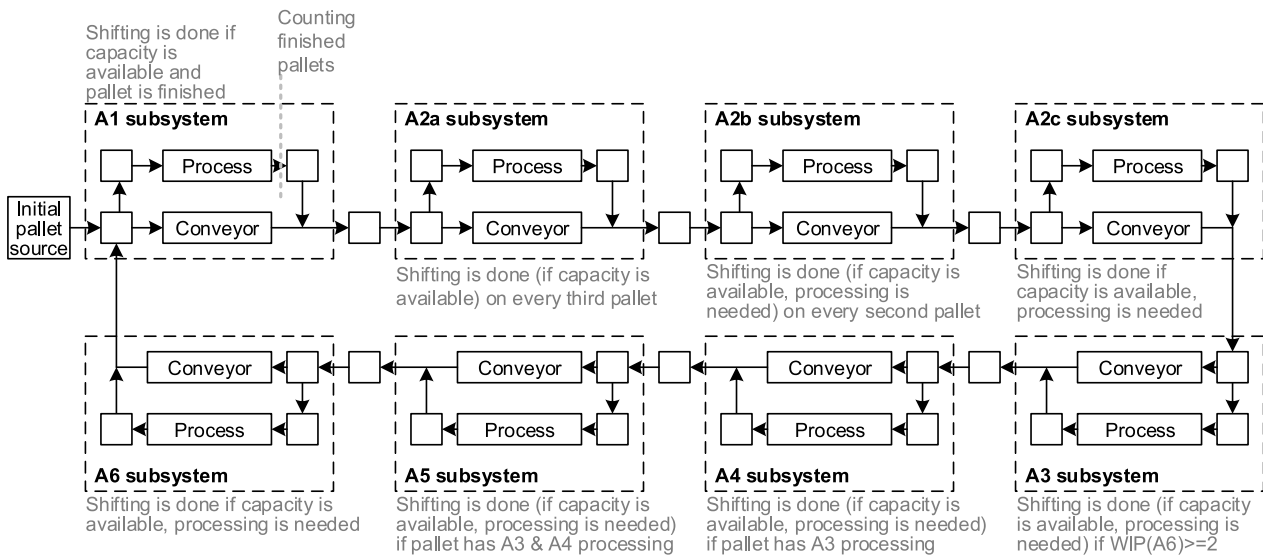 Shifting is done if
capacity is
available and
pallet is finished
Counting
finished
pallets
A1 subsystem
Process
Conveyor
Initial
pallet
source
A2a subsystem
Process
Conveyor
Shifting is done (if capacity is
available) on every third pallet
A2b subsystem
Process
Conveyor
Shifting is done (if capacity is
available, processing is
needed) on every second pallet
A2c subsystem
Process
Conveyor
Shifting is done if
capacity is available,
processing is needed
Conveyor
Process
A6 subsystem
Shifting is done if capacity is
available, processing is needed
Conveyor
Process
A5 subsystem
Shifting is done (if capacity is
available, processing is needed)
if pallet has A3 & A4 processing
Conveyor
Process
A4 subsystem
Shifting is done (if capacity is
available, processing is needed)
if pallet has A3 processing
Conveyor
Process
A3 subsystem
Shifting is done (if capacity
is available, processing is
needed) if WIP(A6)>=2